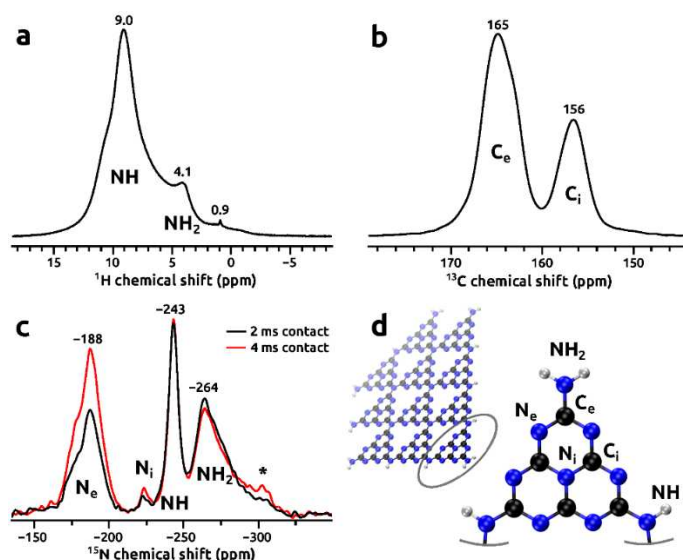 a
9.0
NH
4.1
NH₂
0.9
15 10 5 0 −5
¹H chemical shift (ppm)
b
165
156
Cₑ
Cᵢ
170 160 150
¹³C chemical shift (ppm)
c
−188
−243
−264
2 ms contact
4 ms contact
Nₑ
Nᵢ
NH
NH₂
*
-150 -200 -250 -300
¹⁵N chemical shift (ppm)
d
NH₂
Nₑ
Cₑ
Nᵢ
Cᵢ
NH